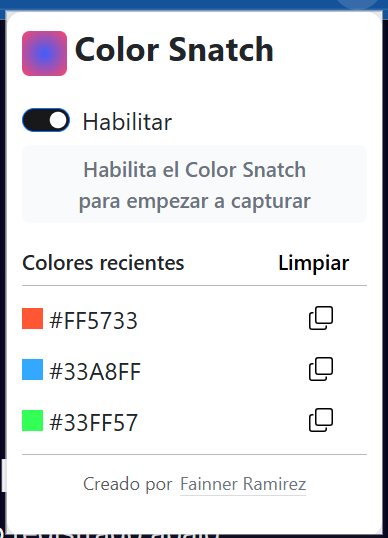 Color Snatch
Habilitar
Habilita el Color Snatch
para empezar a capturar
Colores recientes Limpiar
#FF5733
#33A8FF
#33FF57
Creado por Fainner Ramirez